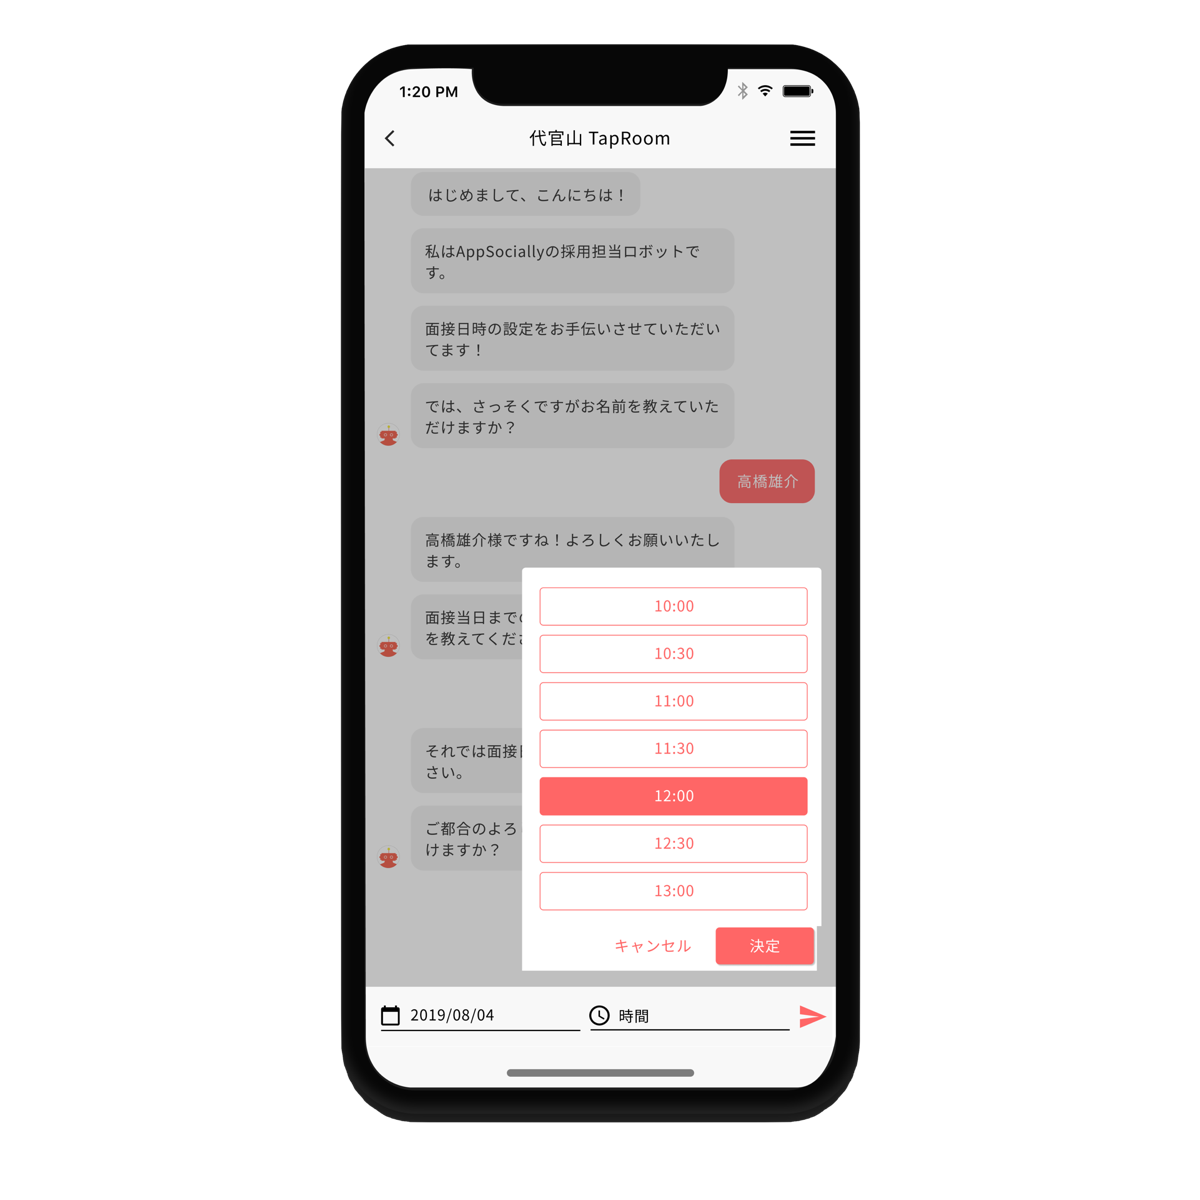 1:20 PM
代官山 TapRoom
はじめまして、こんにちは！
私はAppSociallyの採用担当ロボットで
す。
面接日時の設定をお手伝いさせていただい
てます！
では、さっそくですがお名前を教えていた
だけますか？
高橋雄介
高橋雄介様ですね！よろしくお願いいたし
ます。
面接当日までの
を教えてくださ
それでは面接
さい。
ご都合のよろ
けますか？
10:00
10:30
11:00
11:30
12:00
12:30
13:00
キャンセル
決定
2019/08/04
時間